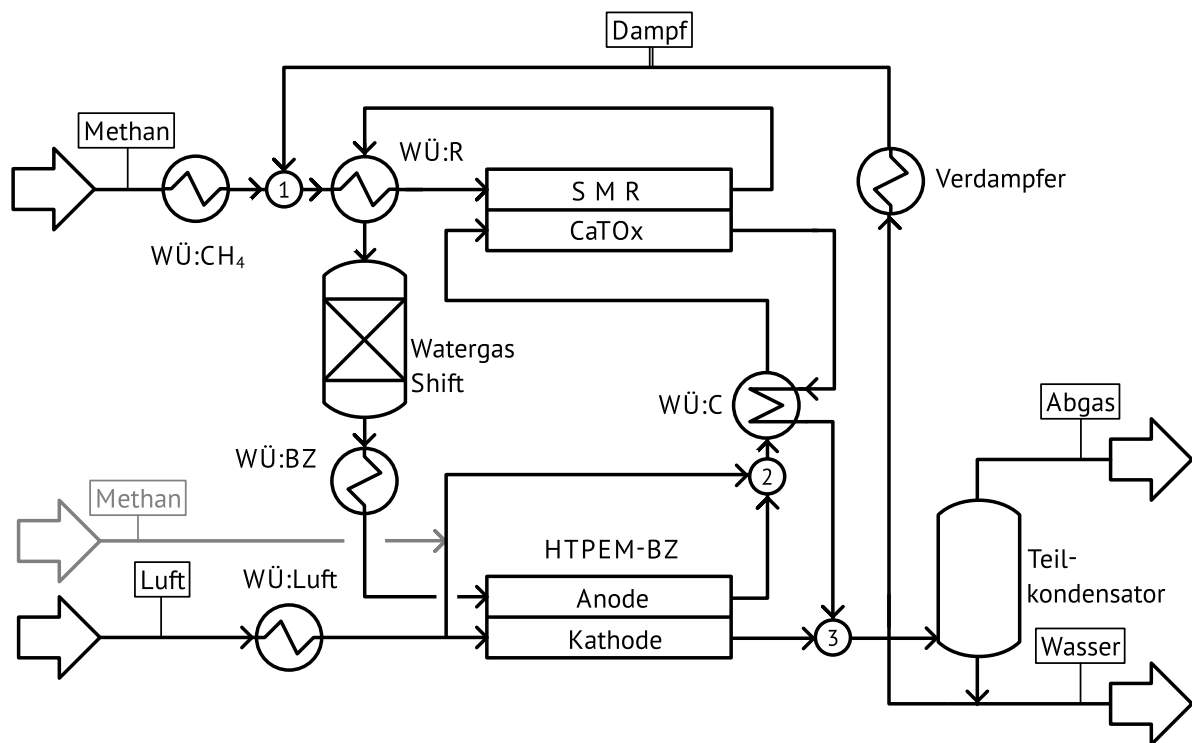 Dampf
Methan
WÜ:R
1
S M R
Verdampfer
CaTOx
WÜ:CH₄
Watergas
Shift
WÜ:C
Abgas
WÜ:BZ
2
Methan
HTPEM-BZ
Luft
WÜ:Luft
Anode
Teil-
kondensator
Kathode
3
Wasser